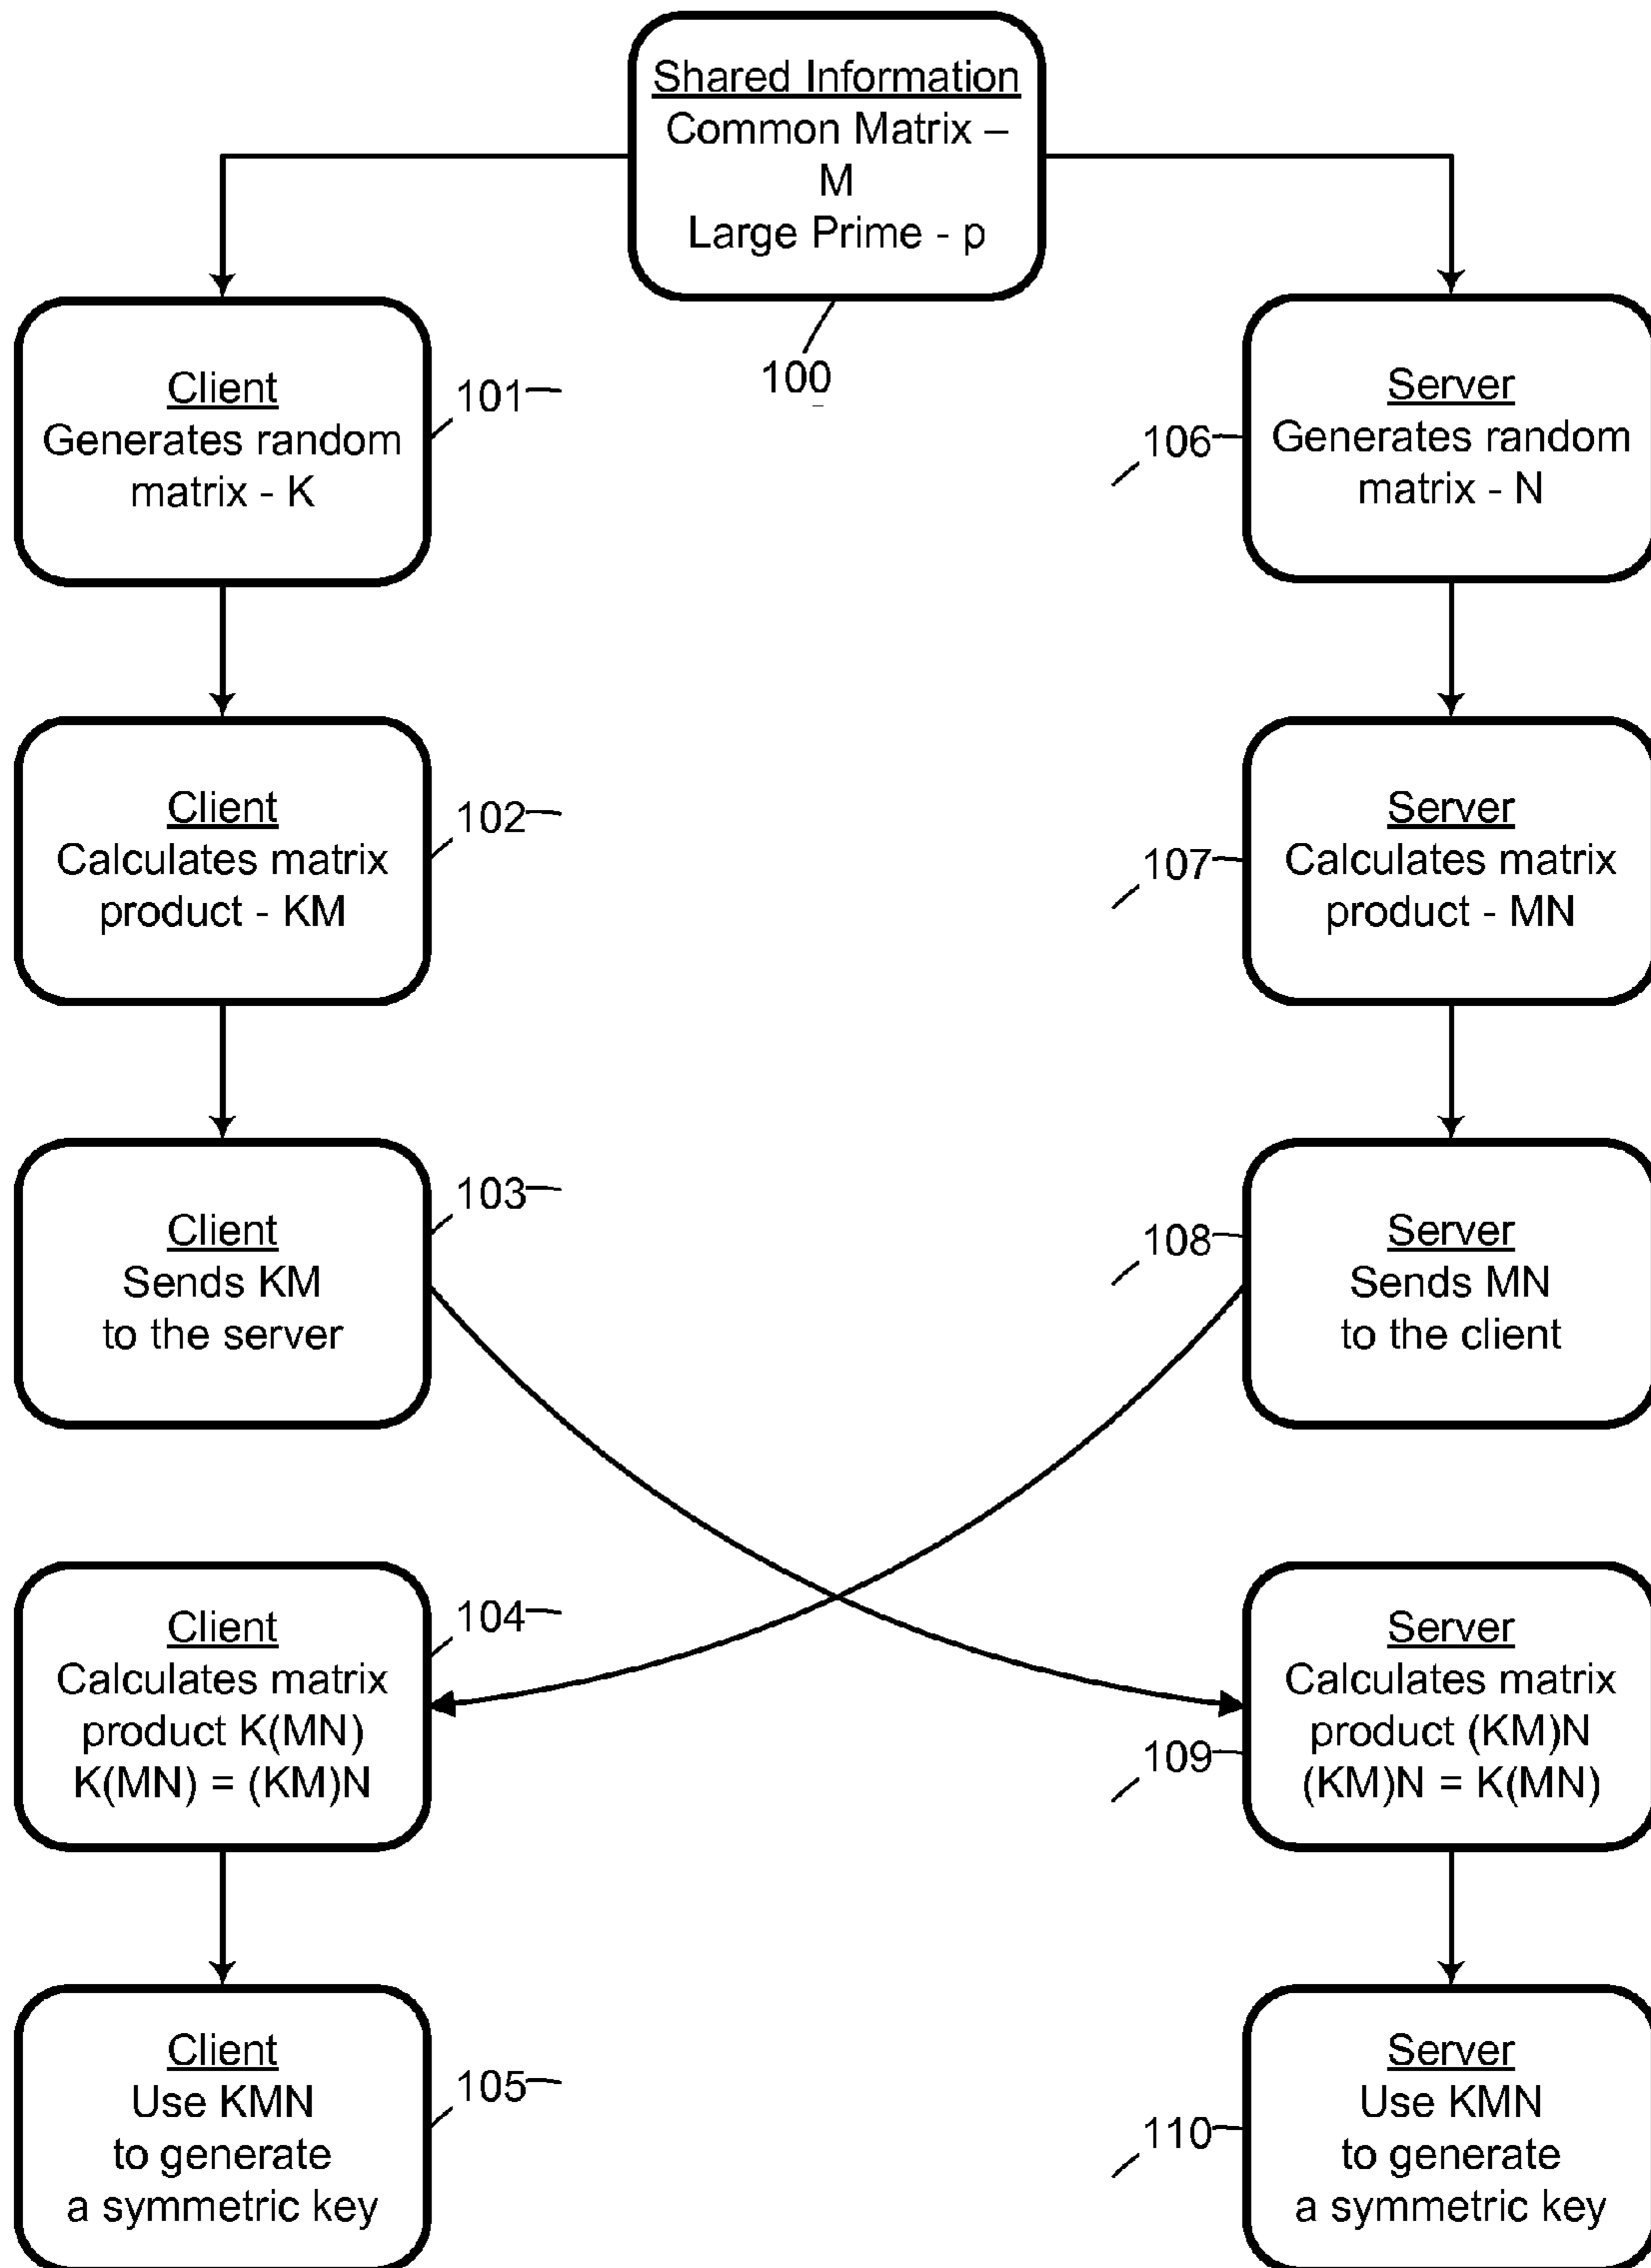 Shared Information
Common Matrix –
M
Large Prime - p
100
Client
Generates random
matrix - K
101
Server
Generates random
matrix - N
106
Client
Calculates matrix
product - KM
102
Server
Calculates matrix
product - MN
107
Client
Sends KM
to the server
103
Server
Sends MN
to the client
108
Client
Calculates matrix
product K(MN)
K(MN) = (KM)N
104
Server
Calculates matrix
product (KM)N
(KM)N = K(MN)
109
Client
Use KMN
to generate
a symmetric key
105
Server
Use KMN
to generate
a symmetric key
110